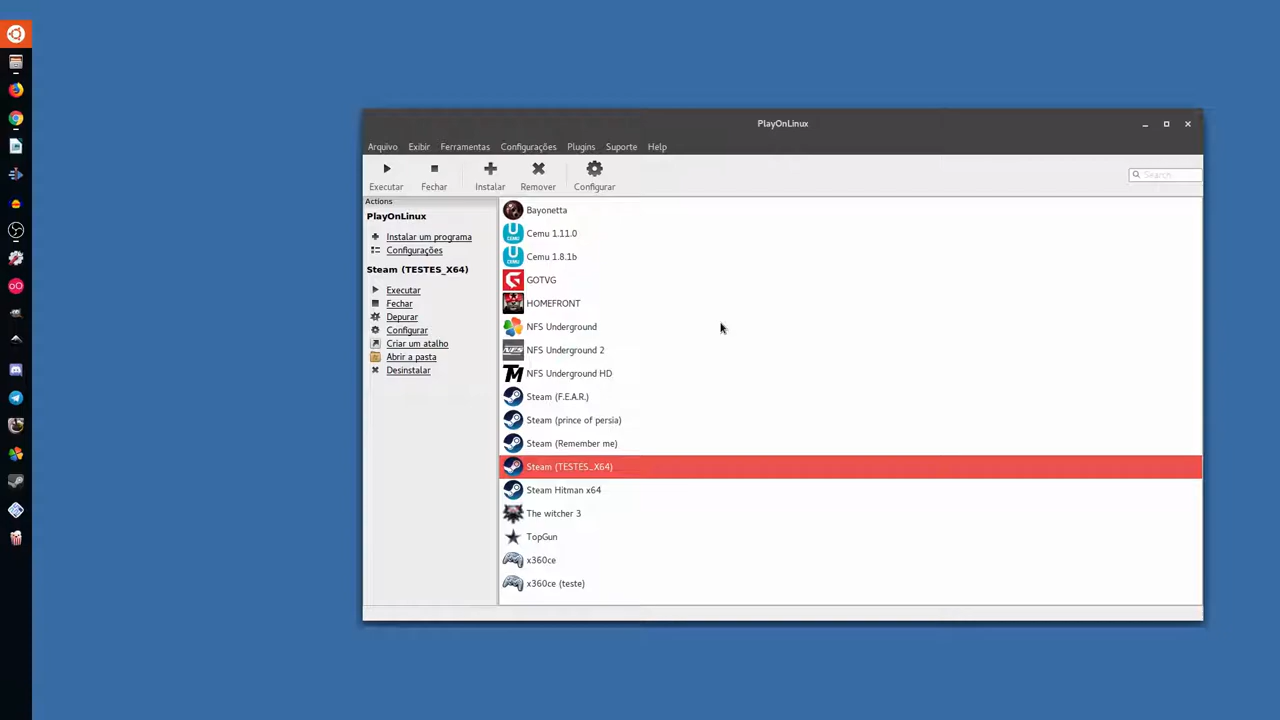 PlayOnLinux
Arquivo Exibir Ferramentas Configurações Plugins Suporte Help
Executar Fechar Instalar Remover Configurar Search
Actions
PlayOnLinux
Instalar um programa
Configurações
Steam (TESTES_X64)
Executar
Fechar
Depurar
Configurar
Criar um atalho
Abrir a pasta
Desinstalar
Bayonetta
CEMU Cemu 1.11.0
CEMU Cemu 1.8.1b
GOTVG
HOMEFRONT
NFS Underground
NFS Underground 2
NFS Underground HD
Steam (F.E.A.R.)
Steam (prince of persia)
Steam (Remember me)
Steam (TESTES_X64)
Steam Hitman x64
The witcher 3
TopGun
x360ce
x360ce (teste)